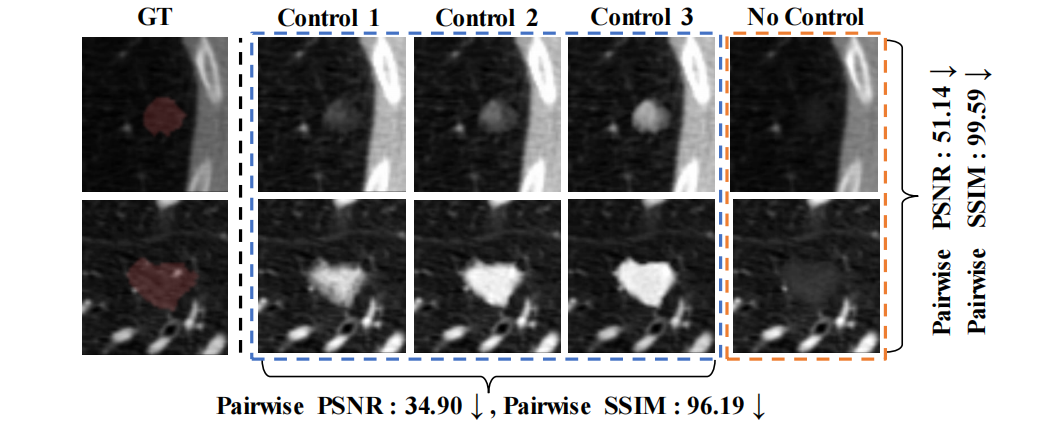 GT Control 1 Control 2 Control 3 No Control
Pairwise PSNR : 51.14 ↓
Pairwise SSIM : 99.59 ↓
Pairwise PSNR : 34.90 ↓ , Pairwise SSIM : 96.19 ↓